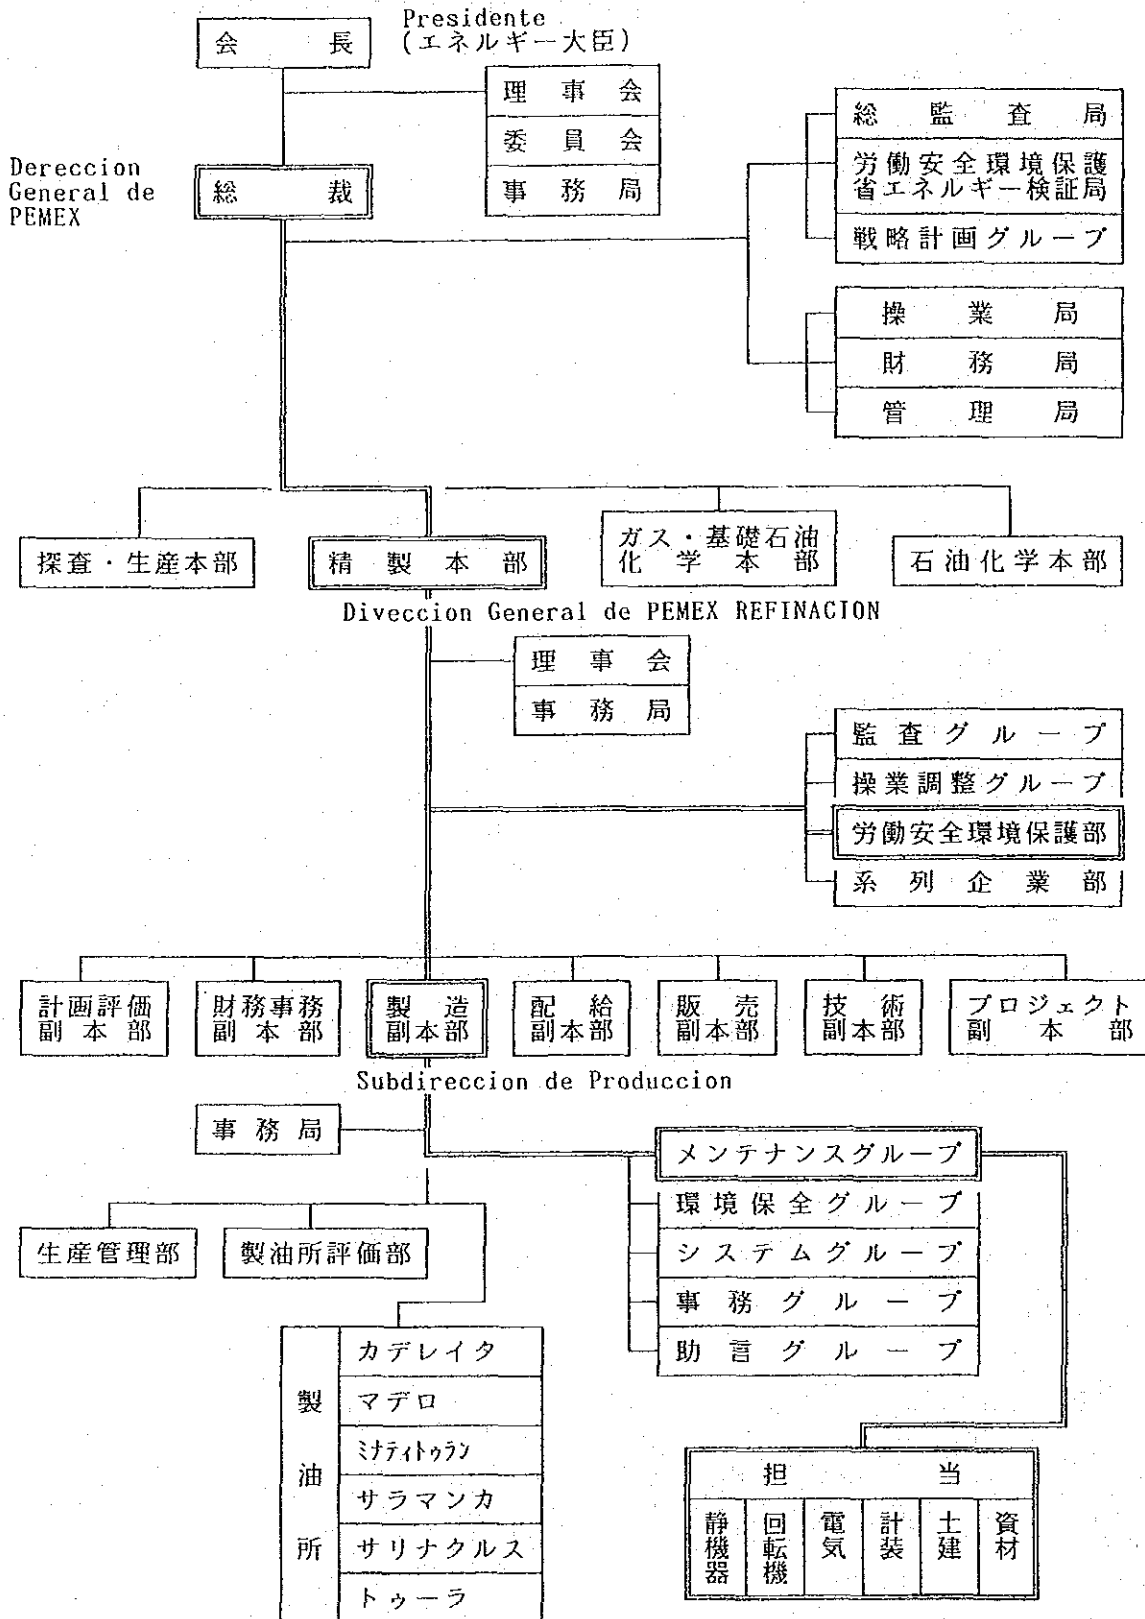 会長
Presidente
(エネルギー大臣)
理事会
委員会
事務局
総監査局
労働安全環境保護
省エネルギー検証局
戦略計画グループ
Dereccion
General de
PEMEX
総裁
操業局
財務局
管理局
探査・生産本部
精製本部
ガス・基礎石油
化学本部
石油化学本部
Diveccion General de PEMEX REFINACION
理事会
事務局
監査グループ
操業調整グループ
労働安全環境保護部
系列企業部
計画評価
副本部
財務事務
副本部
製造
副本部
配給
副本部
販売
副本部
技術
副本部
プロジェクト
副本部
Subdireccion de Produccion
事務局
メンテナンスグループ
環境保全グループ
システムグループ
事務グループ
助言グループ
生産管理部
製油所評価部
製油所
カデレイタ
マデロ
ミナティトゥラン
サラマンカ
サリナクルス
トゥーラ
担当
静機器
回転機
電気
計装
土建
資材